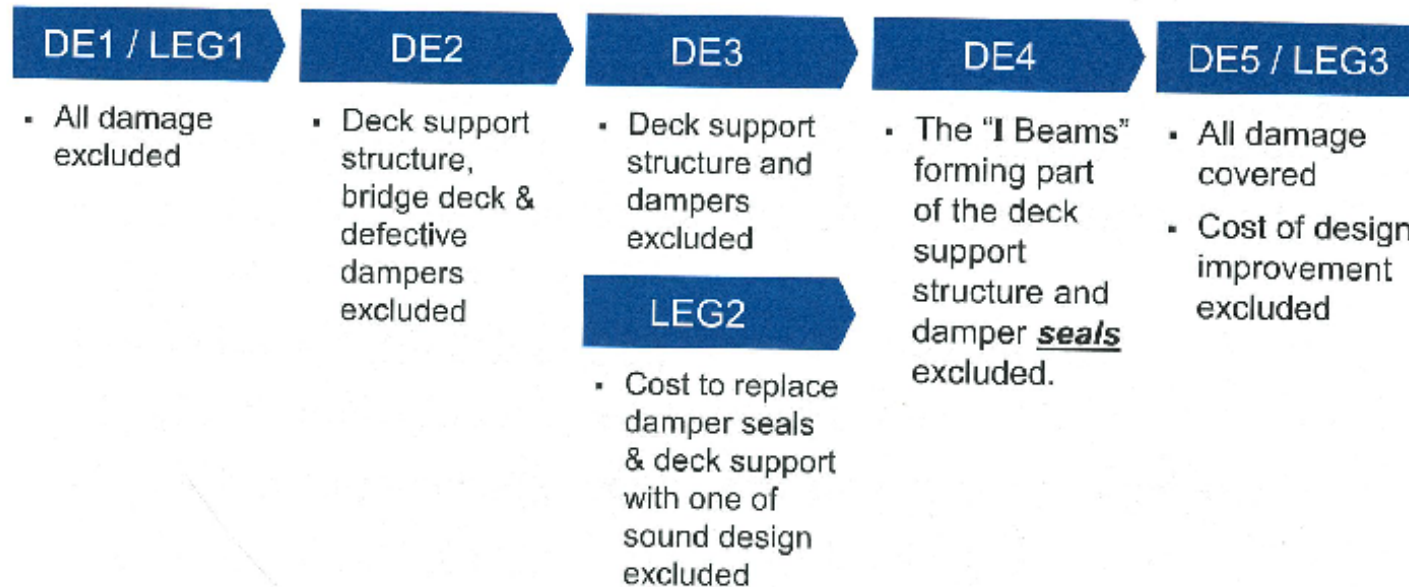 DE1 / LEG1
▪ All damage
excluded
DE2
▪ Deck support
structure,
bridge deck &
defective
dampers
excluded
DE3
▪ Deck support
structure and
dampers
excluded
LEG2
▪ Cost to replace
damper seals
& deck support
with one of
sound design
excluded
DE4
▪ The “I Beams”
forming part
of the deck
support
structure and
damper seals
excluded.
DE5 / LEG3
▪ All damage
covered
▪ Cost of design
improvement
excluded